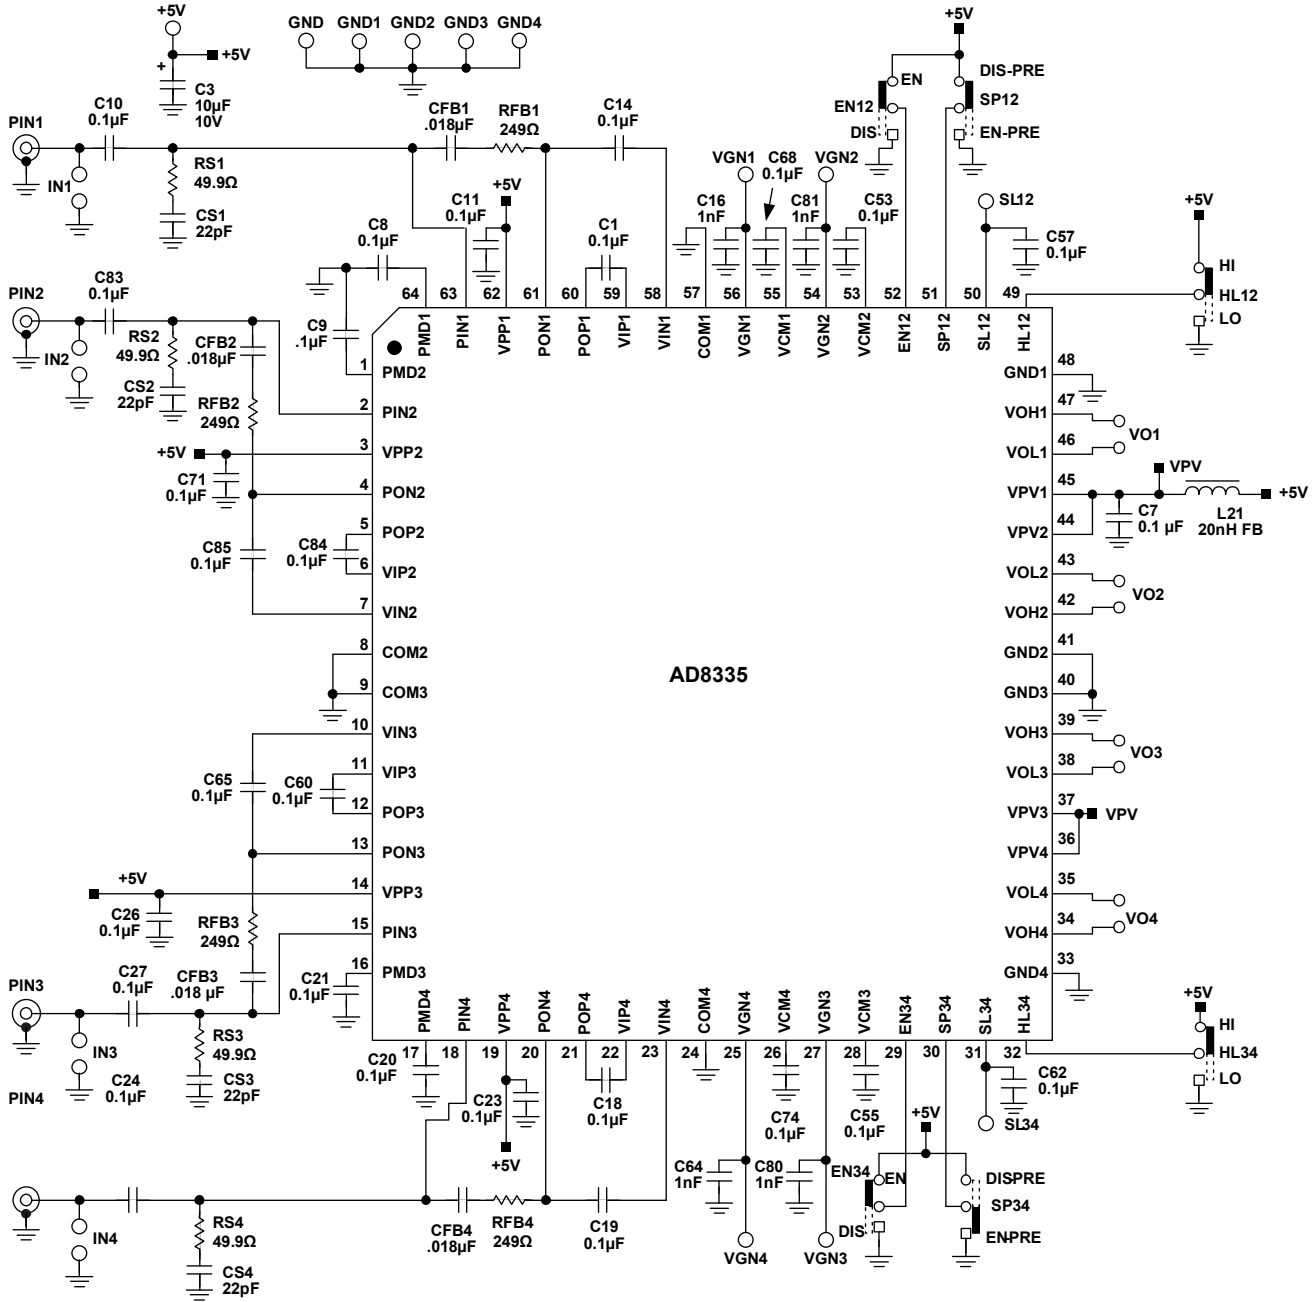 +5V
+5V
C3
10µF
10V
+
GND GND1 GND2 GND3 GND4
+5V
EN
EN12
DIS
DIS-PRE
SP12
EN-PRE
PIN1
C10
0.1µF
IN1
RS1
49.9Ω
CS1
22pF
CFB1
.018µF
RFB1
249Ω
C14
0.1µF
C11
0.1µF
+5V
C8
0.1µF
C1
0.1µF
VGN1
C68
0.1µF
VGN2
C16
1nF
C81
1nF
C53
0.1µF
SL12
C57
0.1µF
+5V
HI
HL12
LO
PIN2
C83
0.1µF
IN2
RS2
49.9Ω
CS2
22pF
CFB2
.018µF
RFB2
249Ω
C9
.1µF
64 63 62 61 60 59 58 57 56 55 54 53 52 51 50 49
PMD1 PIN1 VPP1 PON1 POP1 VIP1 VIN1 COM1 VGN1 VCM1 VGN2 VCM2 EN12 SP12 SL12 HL12
1 PMD2
2 PIN2
+5V
3 VPP2
C71
0.1µF
4 PON2
5 POP2
C85
0.1µF
C84
0.1µF
6 VIP2
7 VIN2
8 COM2
9 COM3
10 VIN3
11 VIP3
C65
0.1µF
C60
0.1µF
12 POP3
13 PON3
+5V
14 VPP3
C26
0.1µF
RFB3
249Ω
15 PIN3
16 PMD3
AD8335
GND1 48
VOH1 47
VO1
VOL1 46
VPV
VPV1 45
+5V
C7
0.1 µF
L21
20nH FB
VPV2 44
VOL2 43
VO2
VOH2 42
GND2 41
GND3 40
VOH3 39
VO3
VOL3 38
VPV3 37
VPV
VPV4 36
VOL4 35
VO4
VOH4 34
GND4 33
PIN3
C27
0.1µF
CFB3
.018 µF
C21
0.1µF
IN3
RS3
49.9Ω
CS3
22pF
C24
0.1µF
PIN4
PMD4 PIN4 VPP4 PON4 POP4 VIP4 VIN4 COM4 VGN4 VCM4 VGN3 VCM3 EN34 SP34 SL34 HL34
17 18 19 20 21 22 23 24 25 26 27 28 29 30 31 32
C20
0.1µF
C23
0.1µF
+5V
C18
0.1µF
C74
0.1µF
C55
0.1µF
C62
0.1µF
SL34
+5V
HI
HL34
LO
C64
1nF
C80
1nF
VGN4
VGN3
+5V
EN34
EN
DIS
DIS-PRE
SP34
EN-PRE
IN4
RS4
49.9Ω
CS4
22pF
CFB4
.018µF
RFB4
249Ω
C19
0.1µF